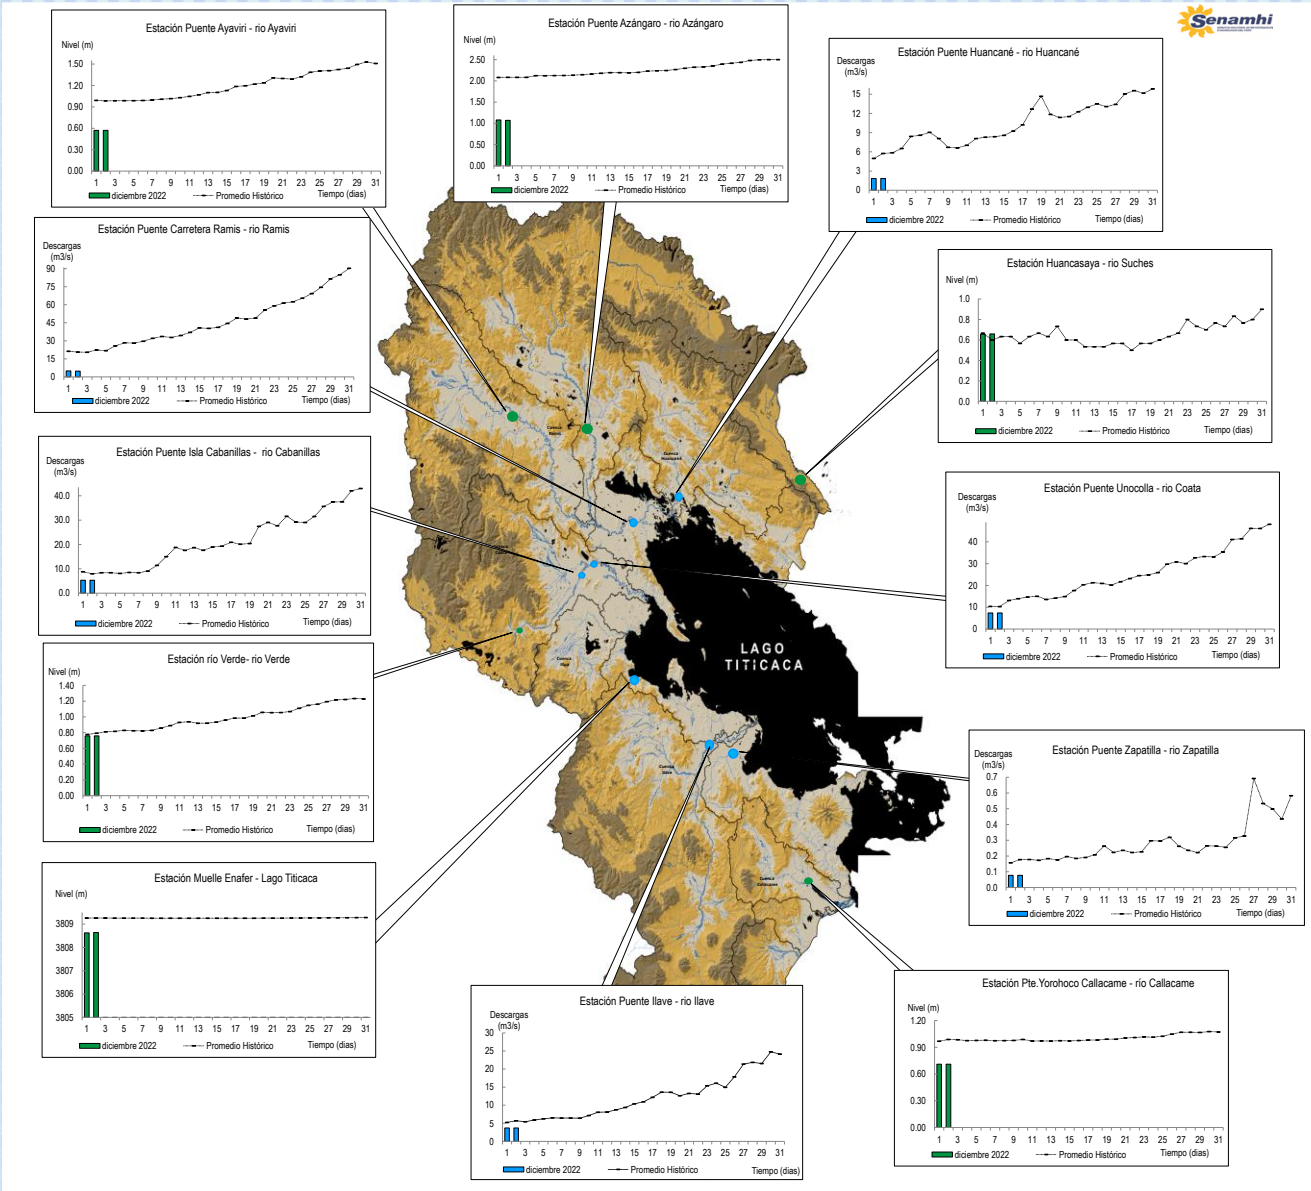 Senamhi
Estación Puente Ayaviri - rio Ayaviri
Nivel (m)
1.50
1.20
0.90
0.60
0.30
0.00
1 3 5 7 9 11 13 15 17 19 21 23 25 27 29 31
diciembre 2022 Promedio Histórico Tiempo (dias)
Estación Puente Azángaro - rio Azángaro
Nivel (m)
2.50
2.00
1.50
1.00
0.50
0.00
1 3 5 7 9 11 13 15 17 19 21 23 25 27 29 31
diciembre 2022 Promedio Histórico Tiempo (dias)
Estación Puente Huancané - rio Huancané
Descargas
(m3/s)
15
12
9
6
3
0
1 3 5 7 9 11 13 15 17 19 21 23 25 27 29 31
diciembre 2022 Promedio Histórico Tiempo (dias)
Estación Puente Carretera Ramis - rio Ramis
Descargas
(m3/s)
90
75
60
45
30
15
0
1 3 5 7 9 11 13 15 17 19 21 23 25 27 29 31
diciembre 2022 Promedio Histórico Tiempo (dias)
Estación Huancasaya - rio Suches
Nivel (m)
1.0
0.8
0.6
0.4
0.2
0.0
1 3 5 7 9 11 13 15 17 19 21 23 25 27 29 31
diciembre 2022 Promedio Histórico Tiempo (dias)
Estación Puente Isla Cabanillas - rio Cabanillas
Descargas
(m3/s)
40.0
30.0
20.0
10.0
0.0
1 3 5 7 9 11 13 15 17 19 21 23 25 27 29 31
diciembre 2022 Promedio Histórico Tiempo (dias)
Estación Puente Unocolla - rio Coata
Descargas
(m3/s)
40
30
20
10
0
1 3 5 7 9 11 13 15 17 19 21 23 25 27 29 31
diciembre 2022 Promedio Histórico Tiempo (dias)
Estación río Verde- rio Verde
Nivel (m)
1.40
1.20
1.00
0.80
0.60
0.40
0.20
0.00
1 3 5 7 9 11 13 15 17 19 21 23 25 27 29 31
diciembre 2022 Promedio Histórico Tiempo (dias)
LAGO
TITICACA
Estación Puente Zapatilla - rio Zapatilla
Descargas
(m3/s)
0.7
0.6
0.5
0.4
0.3
0.2
0.1
0.0
1 3 5 7 9 11 13 15 17 19 21 23 25 27 29 31
diciembre 2022 Promedio Histórico Tiempo (dias)
Estación Muelle Enafer - Lago Titicaca
Nivel (m)
3809
3808
3807
3806
3805
1 3 5 7 9 11 13 15 17 19 21 23 25 27 29 31
diciembre 2022 Promedio Histórico Tiempo (dias)
Estación Puente Ilave - rio Ilave
Descargas
(m3/s)
30
25
20
15
10
5
0
1 3 5 7 9 11 13 15 17 19 21 23 25 27 29 31
diciembre 2022 Promedio Histórico Tiempo (dias)
Estación Pte.Yorohoco Callacame - río Callacame
Nivel (m)
1.20
0.90
0.60
0.30
0.00
1 3 5 7 9 11 13 15 17 19 21 23 25 27 29 31
diciembre 2022 Promedio Histórico Tiempo (dias)